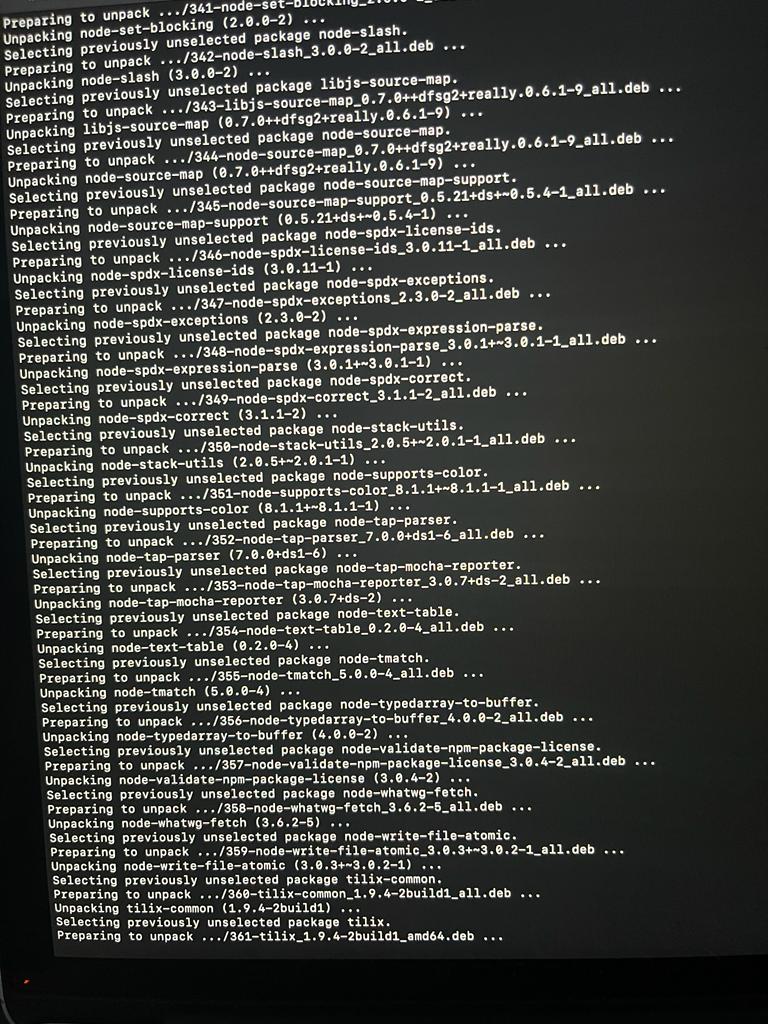 Preparing to unpack .../341-node-set-blocking_2.0.0-2_
Unpacking node-set-blocking (2.0.0-2) ...
Selecting previously unselected package node-slash.
Preparing to unpack .../342-node-slash_3.0.0-2_all.deb ...
Unpacking node-slash (3.0.0-2) ...
Selecting previously unselected package libjs-source-map.
Preparing to unpack .../343-libjs-source-map_0.7.0++dfsg2+really.0.6.1-9_all.deb ...
Unpacking libjs-source-map (0.7.0++dfsg2+really.0.6.1-9) ...
Selecting previously unselected package node-source-map.
Preparing to unpack .../344-node-source-map_0.7.0++dfsg2+really.0.6.1-9_all.deb ...
Unpacking node-source-map (0.7.0++dfsg2+really.0.6.1-9) ...
Selecting previously unselected package node-source-map-support.
Preparing to unpack .../345-node-source-map-support_0.5.21+ds+~0.5.4-1_all.deb ...
Unpacking node-source-map-support (0.5.21+ds+~0.5.4-1) ...
Selecting previously unselected package node-spdx-license-ids.
Preparing to unpack .../346-node-spdx-license-ids_3.0.11-1_all.deb ...
Unpacking node-spdx-license-ids (3.0.11-1) ...
Selecting previously unselected package node-spdx-exceptions.
Preparing to unpack .../347-node-spdx-exceptions_2.3.0-2_all.deb ...
Unpacking node-spdx-exceptions (2.3.0-2) ...
Selecting previously unselected package node-spdx-expression-parse.
Preparing to unpack .../348-node-spdx-expression-parse_3.0.1+~3.0.1-1_all.deb ...
Unpacking node-spdx-expression-parse (3.0.1+~3.0.1-1) ...
Selecting previously unselected package node-spdx-correct.
Preparing to unpack .../349-node-spdx-correct_3.1.1-2_all.deb ...
Unpacking node-spdx-correct (3.1.1-2) ...
Selecting previously unselected package node-stack-utils.
Preparing to unpack .../350-node-stack-utils_2.0.5+~2.0.1-1_all.deb ...
Unpacking node-stack-utils (2.0.5+~2.0.1-1) ...
Selecting previously unselected package node-supports-color.
Preparing to unpack .../351-node-supports-color_8.1.1+~8.1.1-1_all.deb ...
Unpacking node-supports-color (8.1.1+~8.1.1-1) ...
Selecting previously unselected package node-tap-parser.
Preparing to unpack .../352-node-tap-parser_7.0.0+ds1-6_all.deb ...
Unpacking node-tap-parser (7.0.0+ds1-6) ...
Selecting previously unselected package node-tap-mocha-reporter.
Preparing to unpack .../353-node-tap-mocha-reporter_3.0.7+ds-2_all.deb ...
Unpacking node-tap-mocha-reporter (3.0.7+ds-2) ...
Selecting previously unselected package node-text-table.
Preparing to unpack .../354-node-text-table_0.2.0-4_all.deb ...
Unpacking node-text-table (0.2.0-4) ...
Selecting previously unselected package node-tmatch.
Preparing to unpack .../355-node-tmatch_5.0.0-4_all.deb ...
Unpacking node-tmatch (5.0.0-4) ...
Selecting previously unselected package node-typedarray-to-buffer.
Preparing to unpack .../356-node-typedarray-to-buffer_4.0.0-2_all.deb ...
Unpacking node-typedarray-to-buffer (4.0.0-2) ...
Selecting previously unselected package node-validate-npm-package-license.
Preparing to unpack .../357-node-validate-npm-package-license_3.0.4-2_all.deb ...
Unpacking node-validate-npm-package-license (3.0.4-2) ...
Selecting previously unselected package node-whatwg-fetch.
Preparing to unpack .../358-node-whatwg-fetch_3.6.2-5_all.deb ...
Unpacking node-whatwg-fetch (3.6.2-5) ...
Selecting previously unselected package node-write-file-atomic.
Preparing to unpack .../359-node-write-file-atomic_3.0.3+~3.0.2-1_all.deb ...
Unpacking node-write-file-atomic (3.0.3+~3.0.2-1) ...
Selecting previously unselected package tilix-common.
Preparing to unpack .../360-tilix-common_1.9.4-2build1_all.deb ...
Unpacking tilix-common (1.9.4-2build1) ...
Selecting previously unselected package tilix.
Preparing to unpack .../361-tilix_1.9.4-2build1_amd64.deb ...